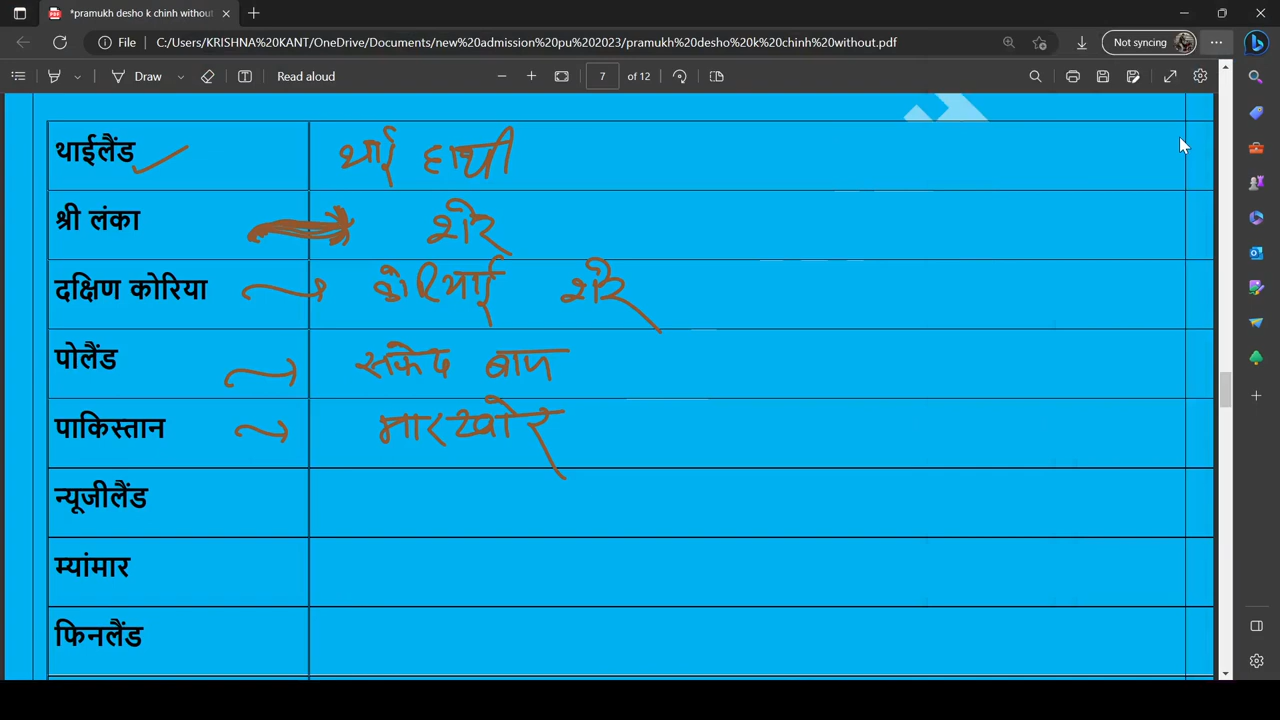 *pramukh desho k chinh without
File C:/Users/KRISHNA%20KANT/OneDrive/Documents/new%20admission%20pu%202023/pramukh%20desho%20k%20chinh%20without.pdf Not syncing
Draw Read aloud 7 of 12
थाईलैंड थाई हाथी
श्री लंका शेर
दक्षिण कोरिया कोरियाई शेर
पोलैंड सफेद बाज
पाकिस्तान मारखोर
न्यूजीलैंड
म्यांमार
फिनलैंड